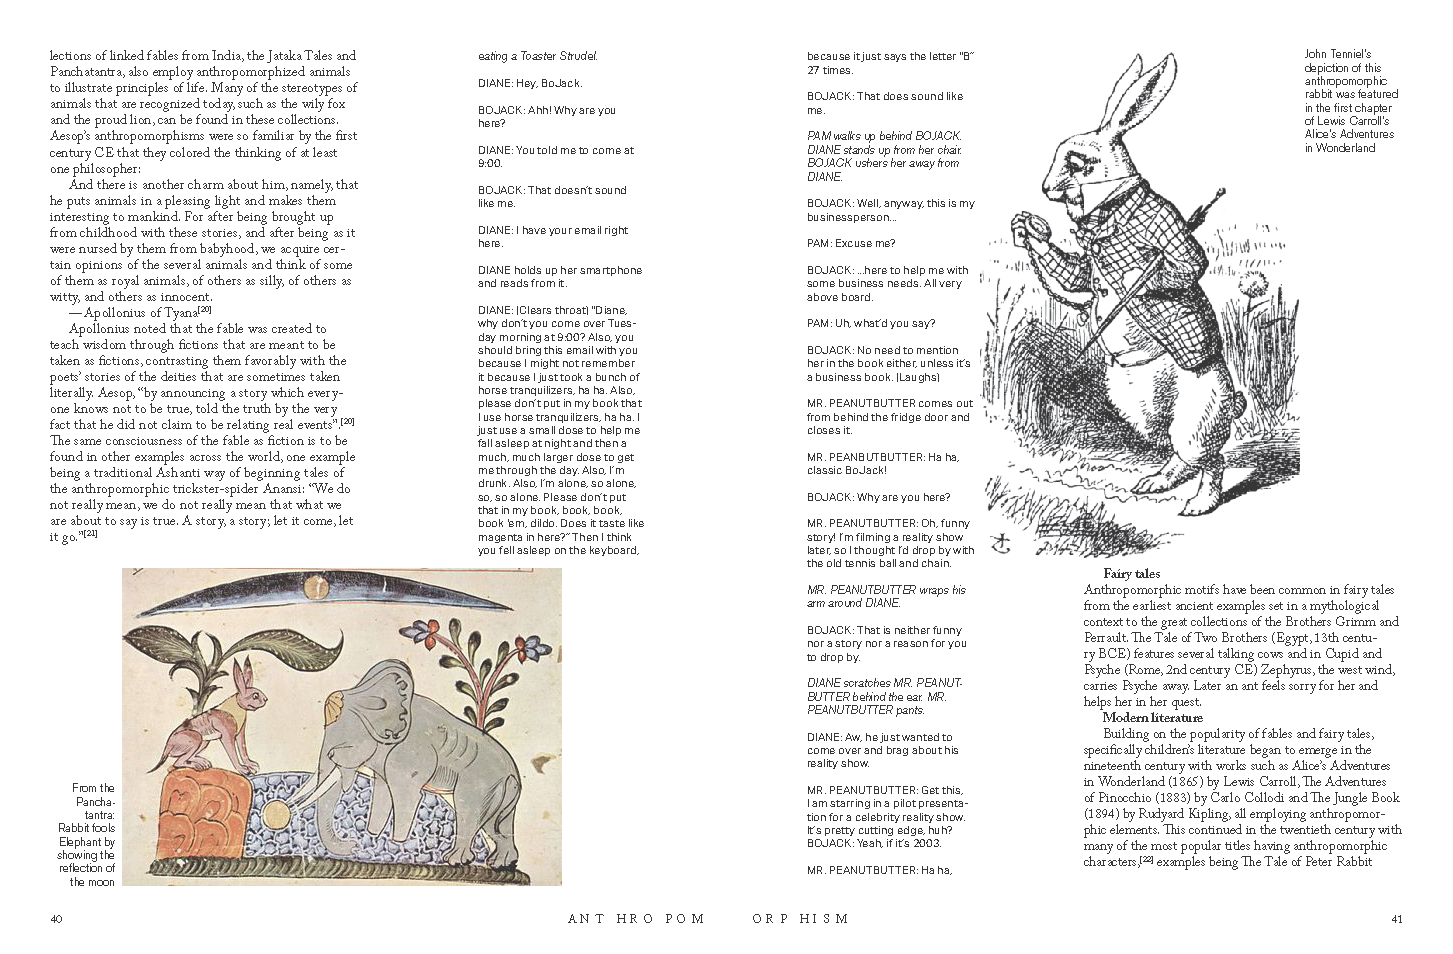 lections of linked fables from India, the Jataka Tales and
Panchatantra, also employ anthropomorphized animals
to illustrate principles of life. Many of the stereotypes of
animals that are recognized today, such as the wily fox
and the proud lion, can be found in these collections.
Aesop's anthropomorphisms were so familiar by the first
century CE that they colored the thinking of at least
one philosopher:
And there is another charm about him, namely, that
he puts animals in a pleasing light and makes them
interesting to mankind. For after being brought up
from childhood with these stories, and after being as it
were nursed by them from babyhood, we acquire cer-
tain opinions of the several animals and think of some
of them as royal animals, of others as silly, of others as
witty, and others as innocent.
— Apollonius of Tyana[20]
Apollonius noted that the fable was created to
teach wisdom through fictions that are meant to be
taken as fictions, contrasting them favorably with the
poets' stories of the deities that are sometimes taken
literally. Aesop, "by announcing a story which every-
one knows not to be true, told the truth by the very
fact that he did not claim to be relating real events".[20]
The same consciousness of the fable as fiction is to be
found in other examples across the world, one example
being a traditional Ashanti way of beginning tales of
the anthropomorphic trickster-spider Anansi: "We do
not really mean, we do not really mean that what we
are about to say is true. A story, a story; let it come, let
it go."[21]
From the
Pancha-
tantra:
Rabbit fools
Elephant by
showing the
reflection of
the moon
eating a Toaster Strudel.
DIANE: Hey, BoJack.
BOJACK: Ahh! Why are you
here?
DIANE: You told me to come at
9:00.
BOJACK: That doesn't sound
like me.
DIANE: I have your email right
here.
DIANE holds up her smartphone
and reads from it.
DIANE: (Clears throat) "Diane,
why don't you come over Tues-
day morning at 9:00? Also, you
should bring this email with you
because I might not remember
it because I just took a bunch of
horse tranquilizers, ha ha. Also,
please don't put in my book that
I use horse tranquilizers, ha ha. I
just use a small dose to help me
fall asleep at night and then a
much, much larger dose to get
me through the day. Also, I'm
drunk. Also, I'm alone, so alone,
so, so alone. Please don't put
that in my book, book, book,
book 'em, dildo. Does it taste like
magenta in here?" Then I think
you fell asleep on the keyboard,
because it just says the letter "B"
27 times.
BOJACK: That does sound like
me.
PAM walks up behind BOJACK.
DIANE stands up from her chair.
BOJACK ushers her away from
DIANE.
BOJACK: Well, anyway, this is my
businessperson...
PAM: Excuse me?
BOJACK: ...here to help me with
some business needs. All very
above board.
PAM: Uh, what'd you say?
BOJACK: No need to mention
her in the book either, unless it's
a business book. (Laughs)
MR. PEANUTBUTTER comes out
from behind the fridge door and
closes it.
MR. PEANBUTBUTTER: Ha ha,
classic BoJack!
BOJACK: Why are you here?
MR. PEANUTBUTTER: Oh, funny
story! I'm filming a reality show
later, so I thought I'd drop by with
the old tennis ball and chain.
MR. PEANUTBUTTER wraps his
arm around DIANE.
BOJACK: That is neither funny
nor a story nor a reason for you
to drop by.
DIANE scratches MR. PEANUT-
BUTTER behind the ear. MR.
PEANUTBUTTER pants.
DIANE: Aw, he just wanted to
come over and brag about his
reality show.
MR. PEANUTBUTTER: Get this,
I am starring in a pilot presenta-
tion for a celebrity reality show.
It's pretty cutting edge, huh?
BOJACK: Yeah, if it's 2003.
MR. PEANUTBUTTER: Ha ha,
John Tenniel's
depiction of this
anthropomorphic
rabbit was featured
in the first chapter
of Lewis Carroll's
Alice's Adventures
in Wonderland
Fairy tales
Anthropomorphic motifs have been common in fairy tales
from the earliest ancient examples set in a mythological
context to the great collections of the Brothers Grimm and
Perrault. The Tale of Two Brothers (Egypt, 13th centu-
ry BCE) features several talking cows and in Cupid and
Psyche (Rome, 2nd century CE) Zephyrus, the west wind,
carries Psyche away. Later an ant feels sorry for her and
helps her in her quest.
Modern literature
Building on the popularity of fables and fairy tales,
specifically children's literature began to emerge in the
nineteenth century with works such as Alice's Adventures
in Wonderland (1865) by Lewis Carroll, The Adventures
of Pinocchio (1883) by Carlo Collodi and The Jungle Book
(1894) by Rudyard Kipling, all employing anthropomor-
phic elements. This continued in the twentieth century with
many of the most popular titles having anthropomorphic
characters,[22] examples being The Tale of Peter Rabbit
40
ANTHROPOM
ORPHISM
41